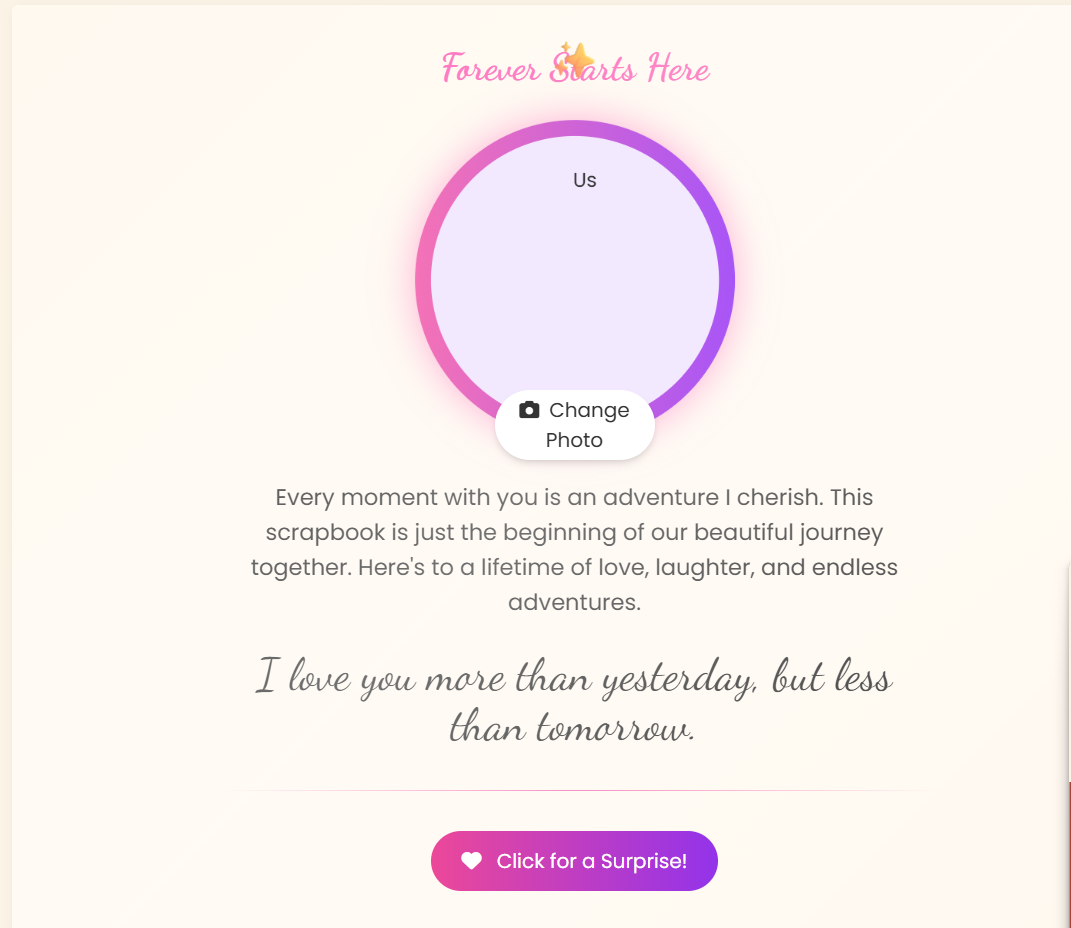 Forever Starts Here
Us
Change
Photo
Every moment with you is an adventure I cherish. This
scrapbook is just the beginning of our beautiful journey
together. Here's to a lifetime of love, laughter, and endless
adventures.
I love you more than yesterday, but less
than tomorrow.
Click for a Surprise!